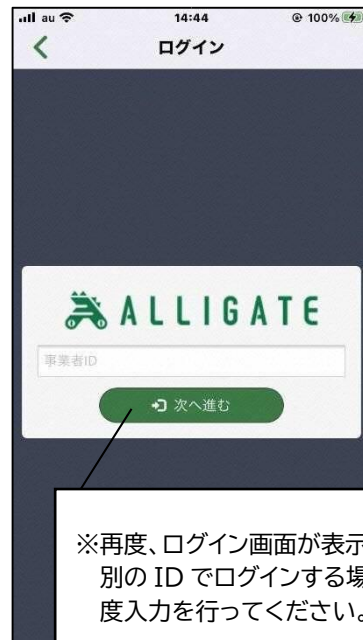 au 14:44 100%
ログイン
ALLIGATE
事業者ID
次へ進む
※再度、ログイン画面が表示
別の ID でログインする場
度入力を行ってください。